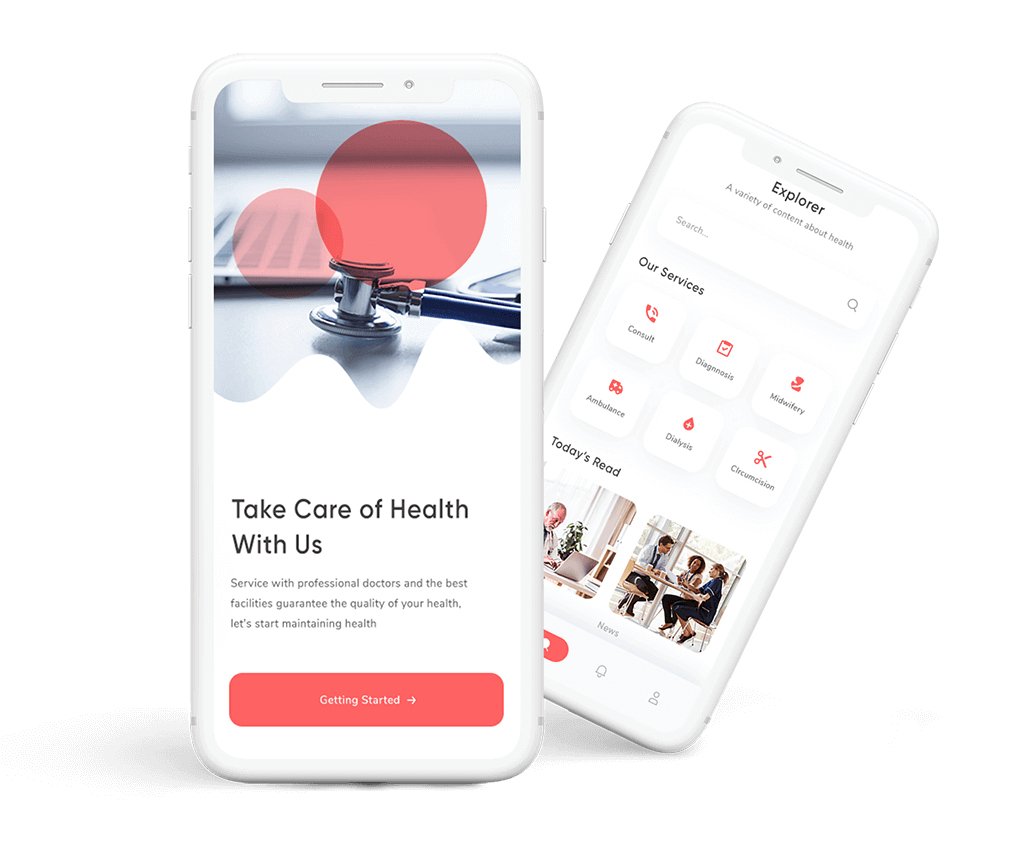 Take Care of Health
With Us
Service with professional doctors and the best
facilities guarantee the quality of your health,
let's start maintaining health
Getting Started →
Explorer
A variety of content about health
Search...
Our Services
Consult
Diagnnosis
Midwifery
Ambulance
Dialysis
CIrcumcision
Today's Read
News